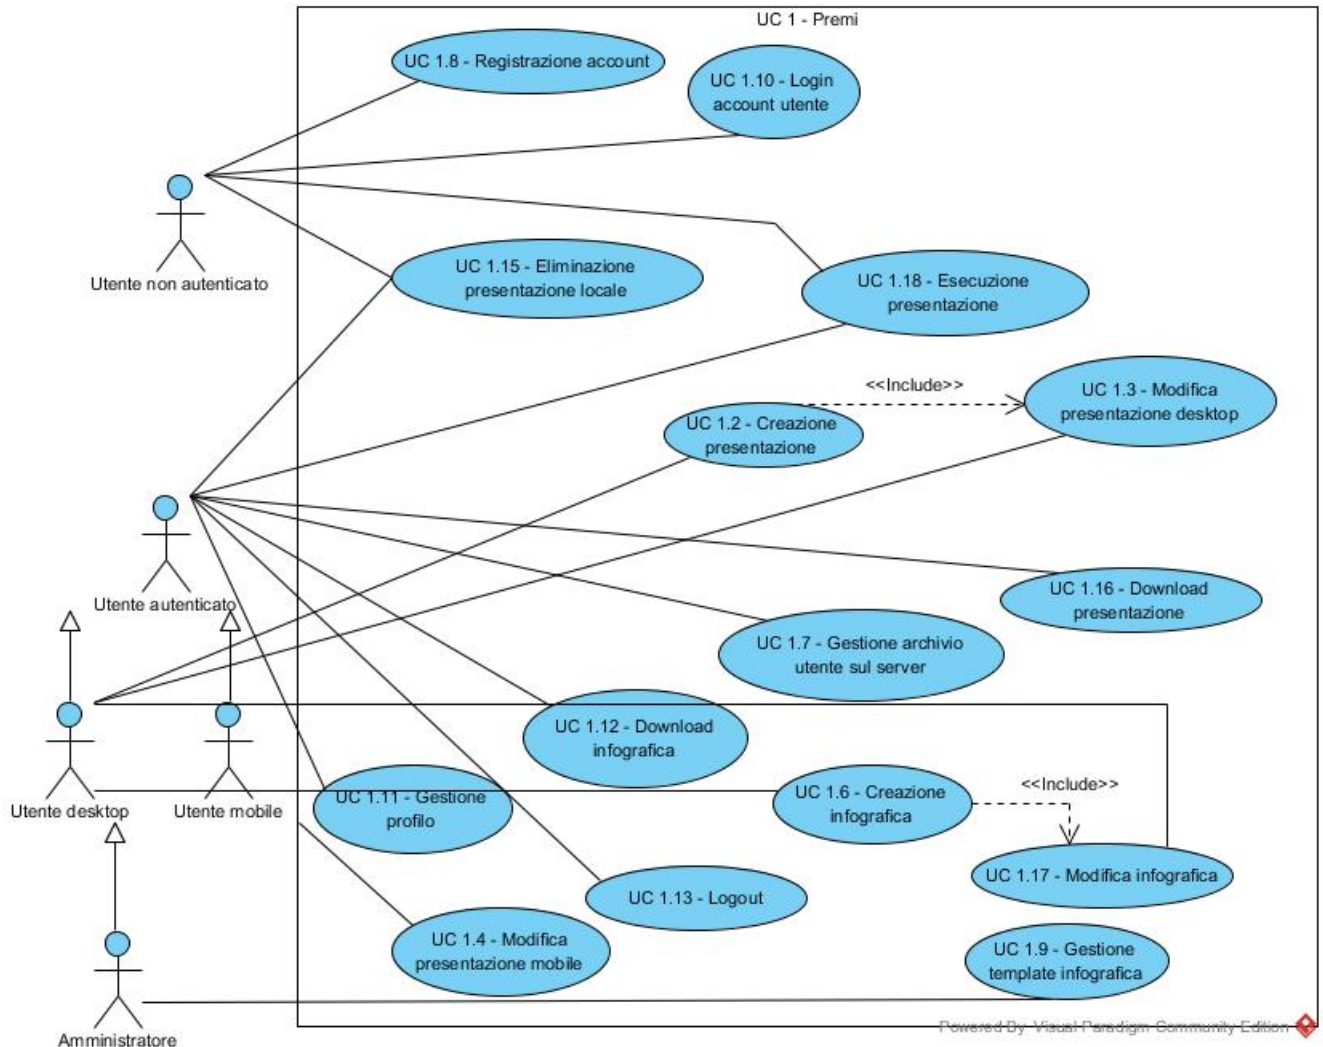 UC 1 - Premi
UC 1.8 - Registrazione account
UC 1.10 - Login
account utente
Utente non autenticato
UC 1.15 - Eliminazione
presentazione locale
UC 1.18 - Esecuzione
presentazione
<<Include>>
UC 1.3 - Modifica
presentazione desktop
UC 1.2 - Creazione
presentazione
Utente autenticato
UC 1.16 - Download
presentazione
UC 1.7 - Gestione archivio
utente sul server
UC 1.12 - Download
infografica
Utente desktop
Utente mobile
UC 1.11 - Gestione
profilo
UC 1.6 - Creazione
infografica
<<Include>>
UC 1.17 - Modifica infografica
UC 1.13 - Logout
UC 1.4 - Modifica
presentazione mobile
UC 1.9 - Gestione
template infografica
Amministratore
Powered By Visual Paradigm Community Edition